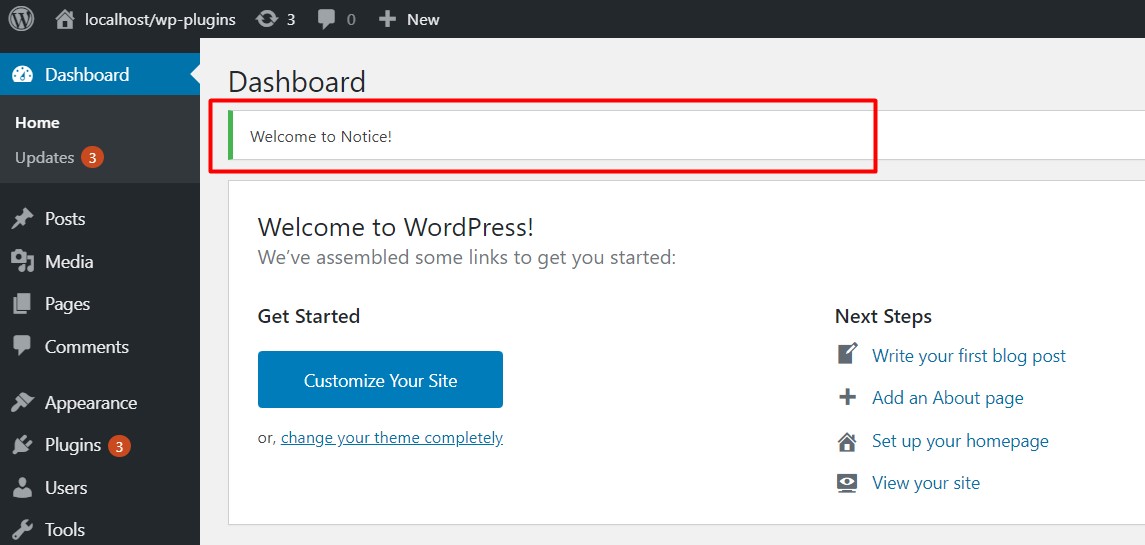 localhost/wp-plugins 3 0 New
Dashboard
Home
Updates 3
Posts
Media
Pages
Comments
Appearance
Plugins 3
Users
Tools
Dashboard
Welcome to Notice!
Welcome to WordPress!
We’ve assembled some links to get you started:
Get Started
Customize Your Site
or, change your theme completely
Next Steps
Write your first blog post
Add an About page
Set up your homepage
View your site